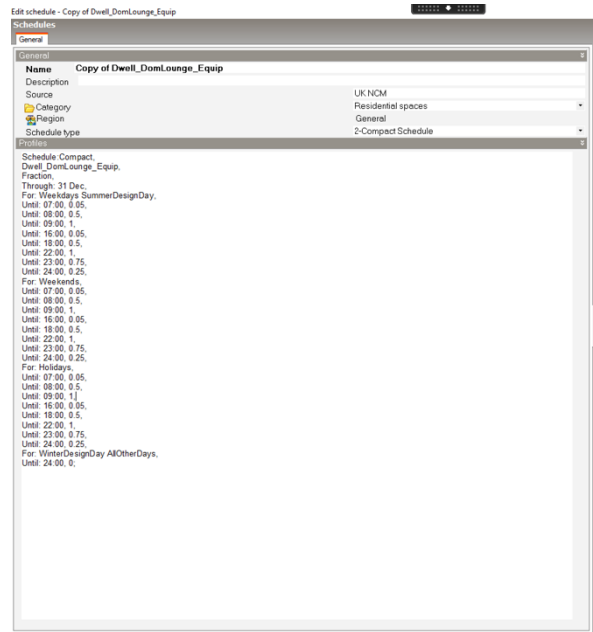 Edit schedule - Copy of Dwell_DomLounge_Equip
Schedules
General
General
Name Copy of Dwell_DomLounge_Equip
Description
Source UK NCM
Category Residential spaces
Region General
Schedule type 2-Compact Schedule
Profiles
Schedule:Compact,
Dwell_DomLounge_Equip,
Fraction,
Through: 31 Dec,
For: Weekdays SummerDesignDay,
Until: 07:00, 0.05,
Until: 08:00, 0.5,
Until: 09:00, 1,
Until: 16:00, 0.05,
Until: 18:00, 0.5,
Until: 22:00, 1,
Until: 23:00, 0.75,
Until: 24:00, 0.25,
For: Weekends,
Until: 07:00, 0.05,
Until: 08:00, 0.5,
Until: 09:00, 1,
Until: 16:00, 0.05,
Until: 18:00, 0.5,
Until: 22:00, 1,
Until: 23:00, 0.75,
Until: 24:00, 0.25,
For: Holidays,
Until: 07:00, 0.05,
Until: 08:00, 0.5,
Until: 09:00, 1,
Until: 16:00, 0.05,
Until: 18:00, 0.5,
Until: 22:00, 1,
Until: 23:00, 0.75,
Until: 24:00, 0.25,
For: WinterDesignDay AllOtherDays,
Until: 24:00, 0;